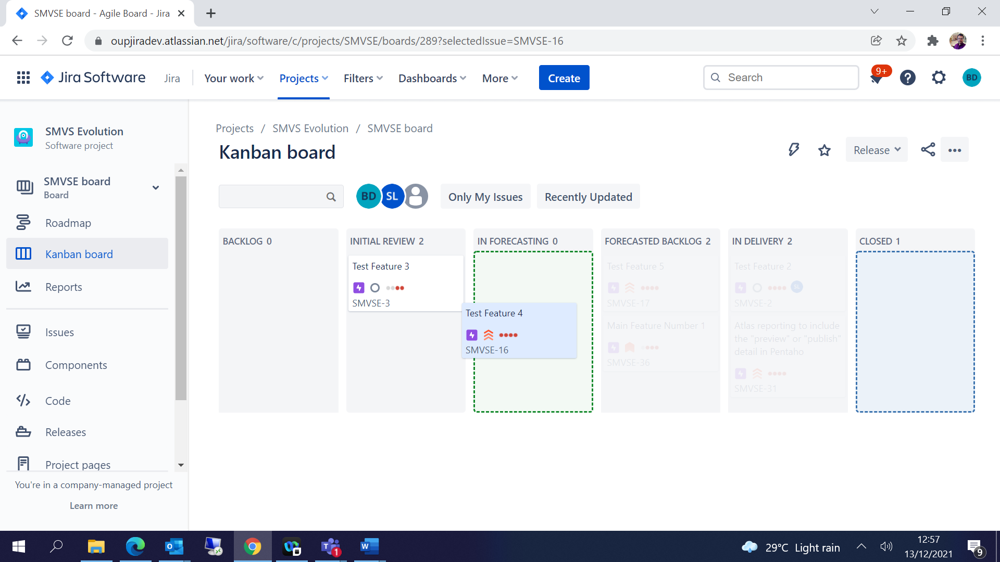 SMVSE board - Agile Board - Jira
oupjiradev.atlassian.net/jira/software/c/projects/SMVSE/boards/289?selectedIssue=SMVSE-16
Jira Software
Jira
Your work
Projects
Filters
Dashboards
More
Create
Search
9+
BD
SMVS Evolution
Software project
SMVSE board
Board
Roadmap
Kanban board
Reports
Issues
Components
Code
Releases
Project pages
You're in a company-managed project
Learn more
Projects / SMVS Evolution / SMVSE board
Kanban board
Release
BD
SL
Only My Issues
Recently Updated
BACKLOG 0
INITIAL REVIEW 2
IN FORECASTING 0
FORECASTED BACKLOG 2
IN DELIVERY 2
CLOSED 1
Test Feature 3
SMVSE-3
Test Feature 4
SMVSE-16
Test Feature 5
SMVSE-17
Main Feature Number 1
SMVSE-36
Test Feature 2
SL
SMVSE-2
Atlas reporting to include
the "preview" or "publish"
detail in Pentaho
SMVSE-31
1
29°C Light rain
12:57
13/12/2021
9